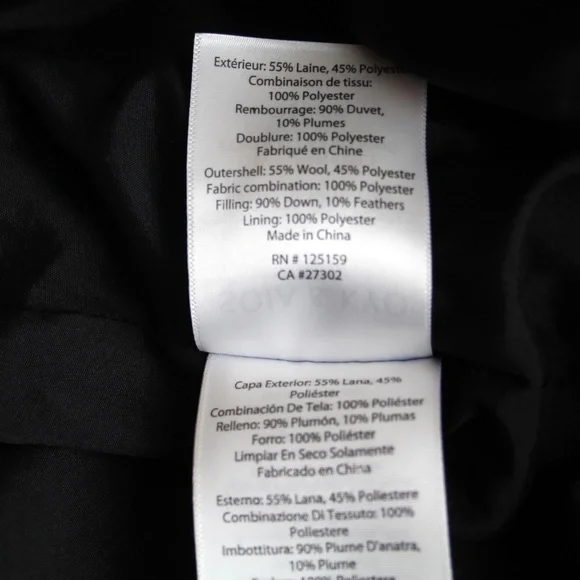 Extérieur: 55% Laine, 45% Polyester
Combinaison de tissu:
100% Polyester
Rembourrage: 90% Duvet,
10% Plumes
Doublure: 100% Polyester
Fabriqué en Chine
Outershell: 55% Wool, 45% Polyester
Fabric combination: 100% Polyester
Filling: 90% Down, 10% Feathers
Lining: 100% Polyester
Made in China
RN # 125159
CA #27302
Capa Exterior: 55% Lana, 45%
Poliéster
Combinación De Tela: 100% Poliéster
Relleno: 90% Plumón, 10% Plumas
Forro: 100% Poliéster
Limpiar En Seco Solamente
Fabricado en China
Esterno: 55% Lana, 45% Poliestere
Combinazione Di Tessuto: 100%
Poliestere
Imbottitura: 90% Piume D'anatra,
10% Piume